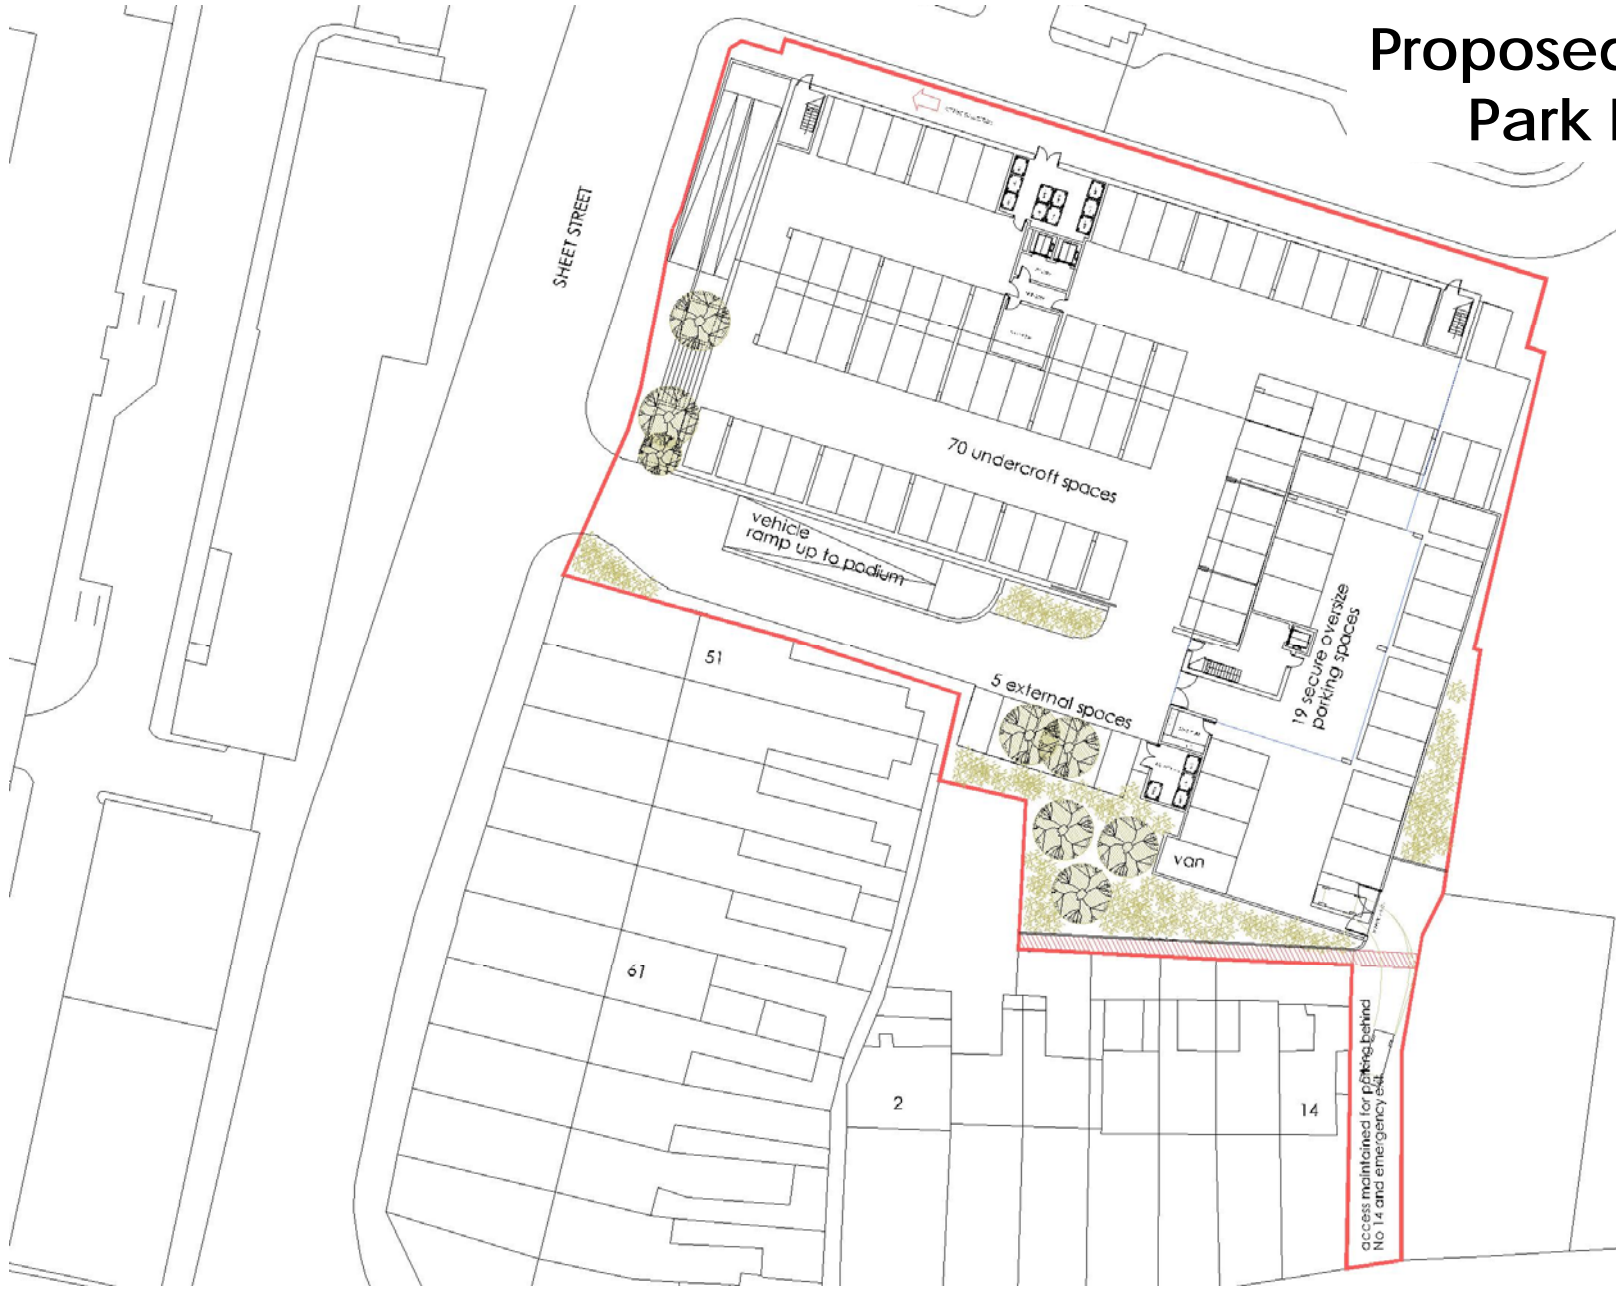 Proposed
Park
SHEET STREET
70 undercroft spaces
vehicle
ramp up to podium
51
5 external spaces
19 secure oversize
parking spaces
van
61
2
14
access maintained for parking behind
No 14 and emergency exit